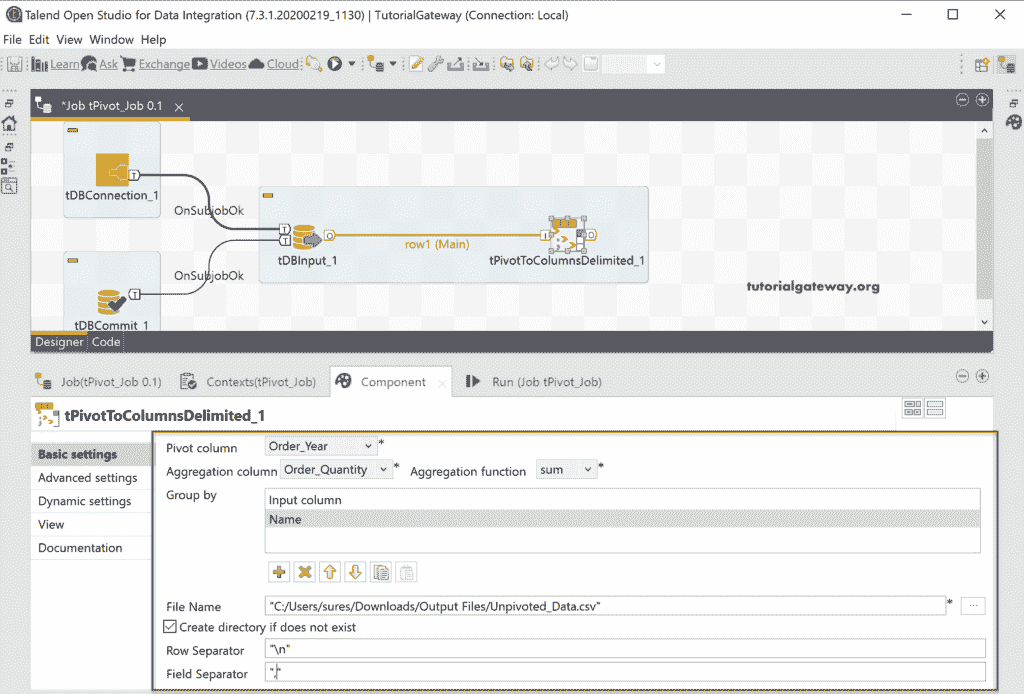 Talend Open Studio for Data Integration (7.3.1.20200219_1130) | TutorialGateway (Connection: Local)
File Edit View Window Help
Learn Ask Exchange Videos Cloud
*Job tPivot_Job 0.1
tDBConnection_1
OnSubjobOk
row1 (Main)
tDBInput_1
tPivotToColumnsDelimited_1
OnSubjobOk
tutorialgateway.org
tDBCommit_1
Designer Code
Job(tPivot_Job 0.1) Contexts(tPivot_Job) Component Run (Job tPivot_Job)
tPivotToColumnsDelimited_1
Basic settings
Advanced settings
Dynamic settings
View
Documentation
Pivot column Order_Year *
Aggregation column Order_Quantity * Aggregation function sum *
Group by
Input column
Name
File Name "C:/Users/sures/Downloads/Output Files/Unpivoted_Data.csv" * ...
Create directory if does not exist
Row Separator "\n"
Field Separator ","